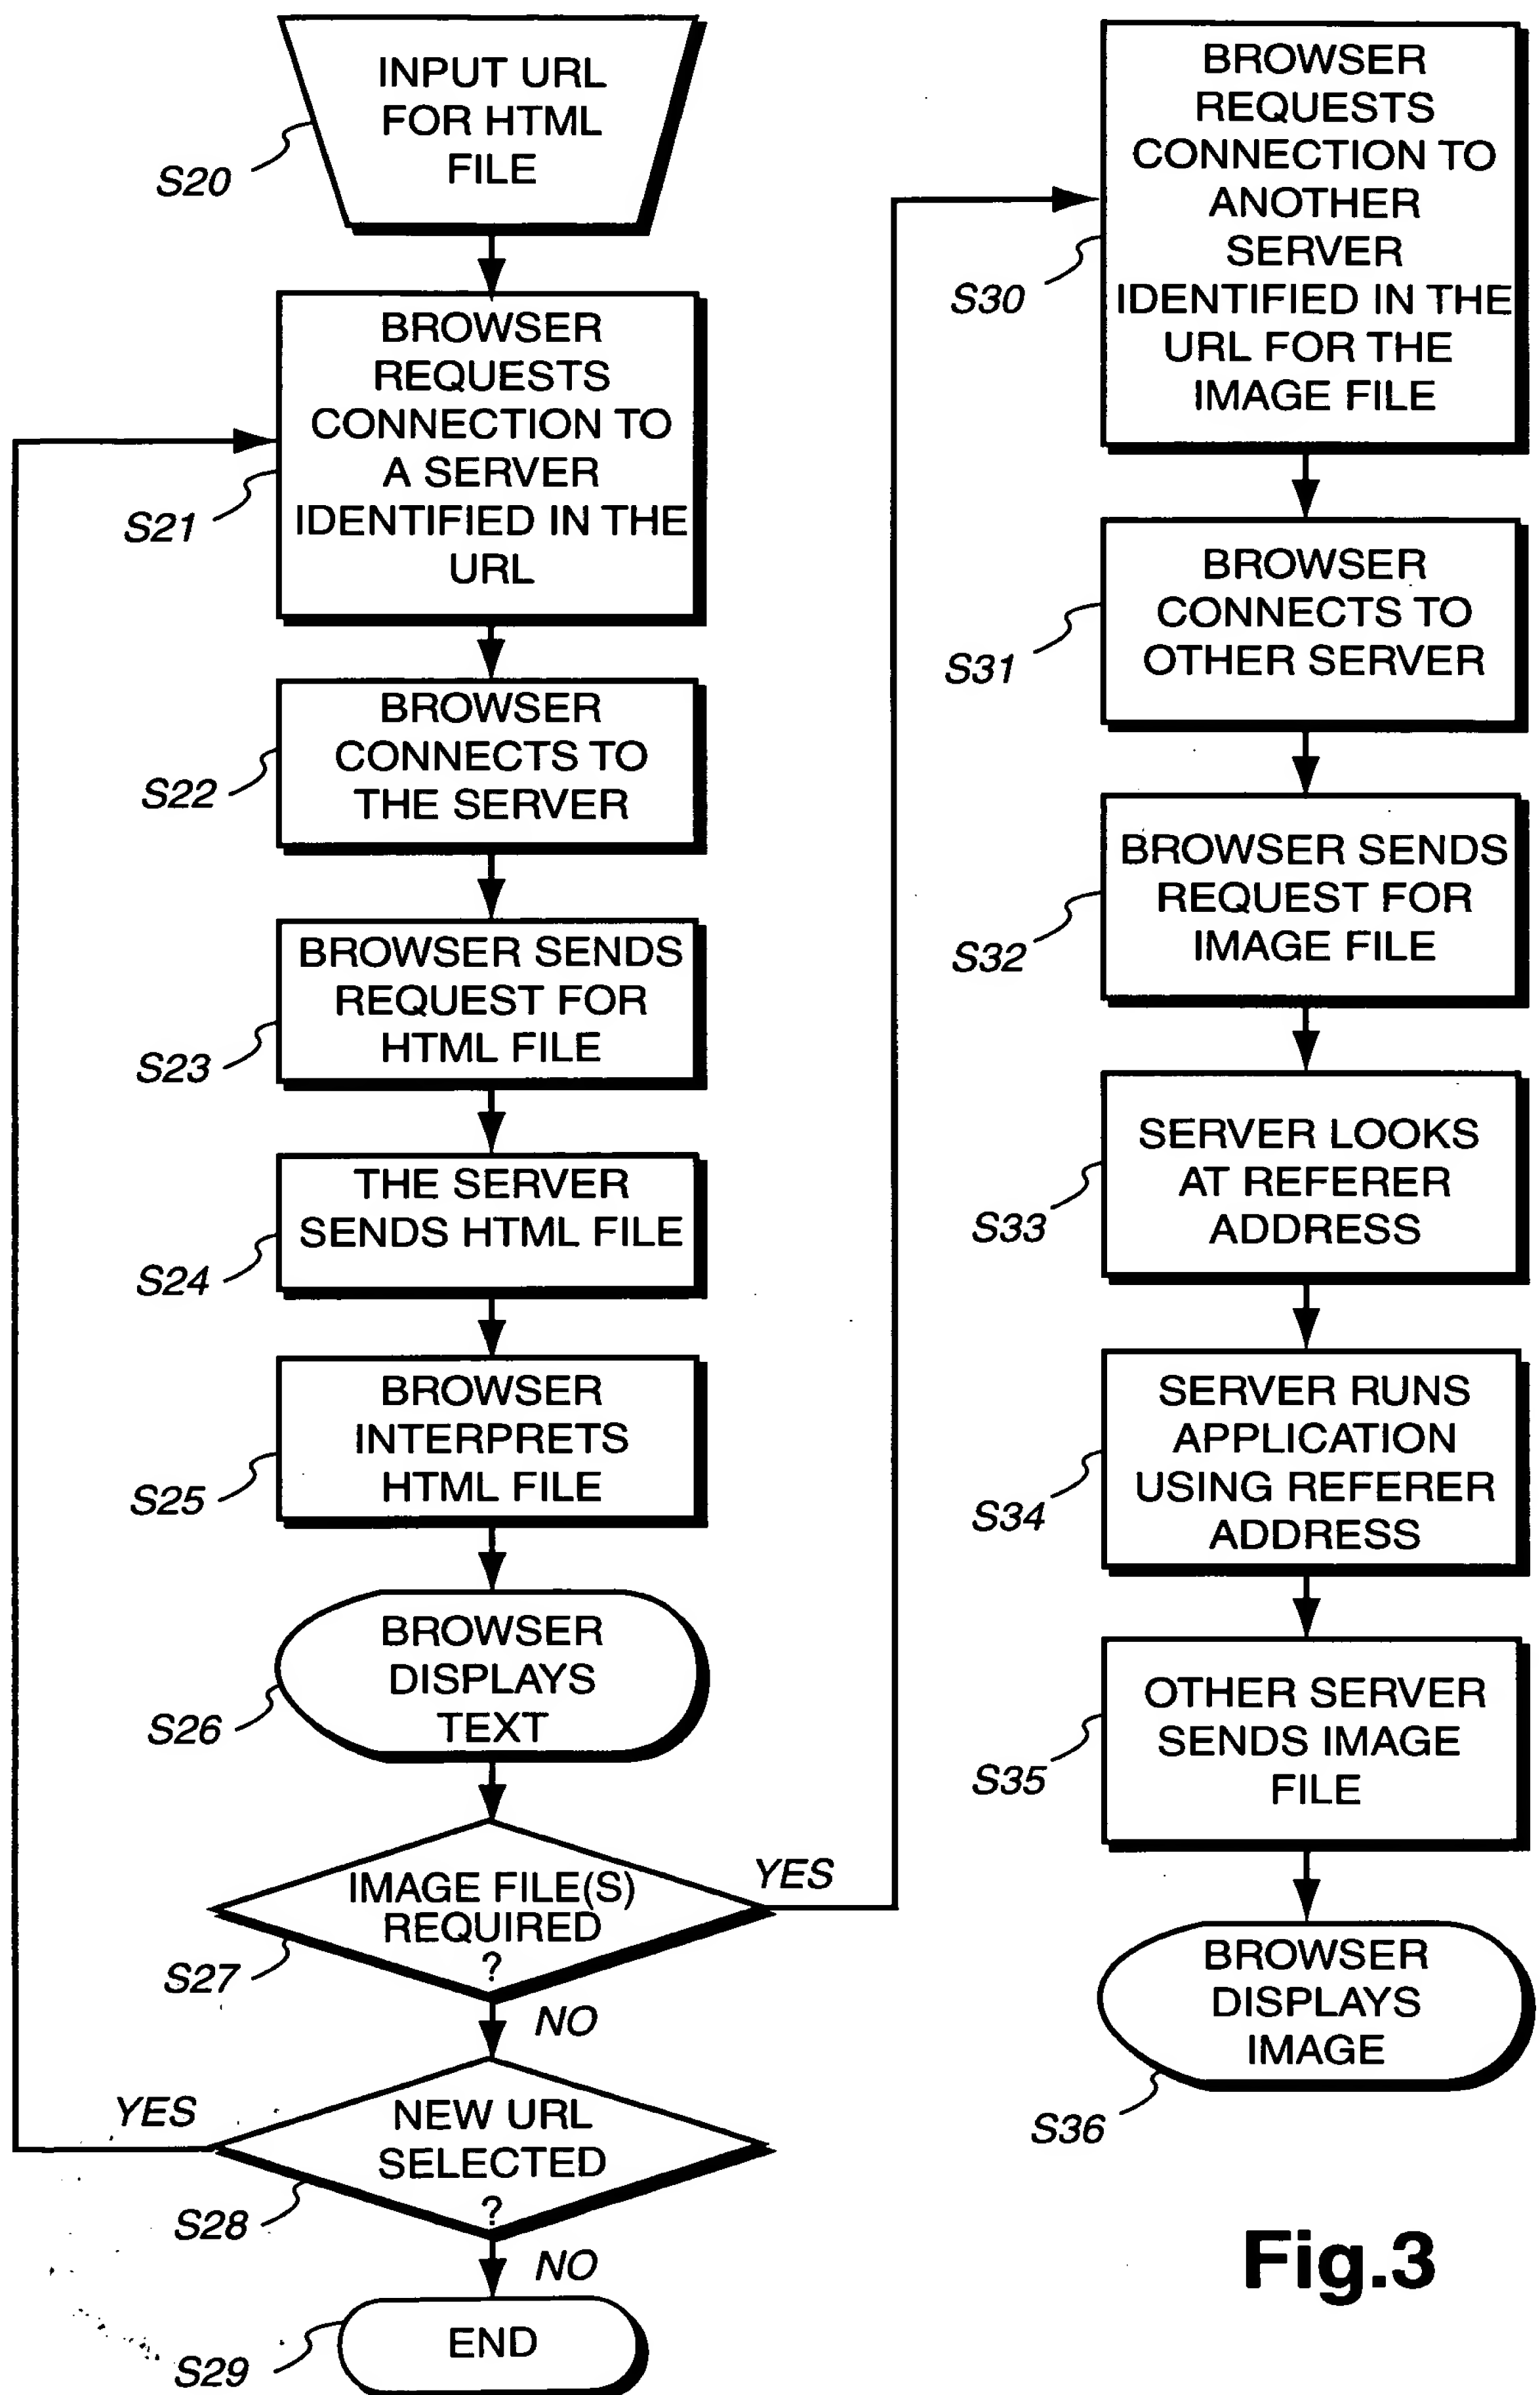 INPUT URL
FOR HTML
FILE
S20
BROWSER
REQUESTS
CONNECTION TO
A SERVER
IDENTIFIED IN THE
URL
S21
BROWSER
CONNECTS TO
THE SERVER
S22
BROWSER SENDS
REQUEST FOR
HTML FILE
S23
THE SERVER
SENDS HTML FILE
S24
BROWSER
INTERPRETS
HTML FILE
S25
BROWSER
DISPLAYS
TEXT
S26
IMAGE FILE(S)
REQUIRED
?
S27
YES
NO
NEW URL
SELECTED
?
S28
YES
NO
END
S29
BROWSER
REQUESTS
CONNECTION TO
ANOTHER
SERVER
IDENTIFIED IN THE
URL FOR THE
IMAGE FILE
S30
BROWSER
CONNECTS TO
OTHER SERVER
S31
BROWSER SENDS
REQUEST FOR
IMAGE FILE
S32
SERVER LOOKS
AT REFERER
ADDRESS
S33
SERVER RUNS
APPLICATION
USING REFERER
ADDRESS
S34
OTHER SERVER
SENDS IMAGE
FILE
S35
BROWSER
DISPLAYS
IMAGE
S36
Fig.3